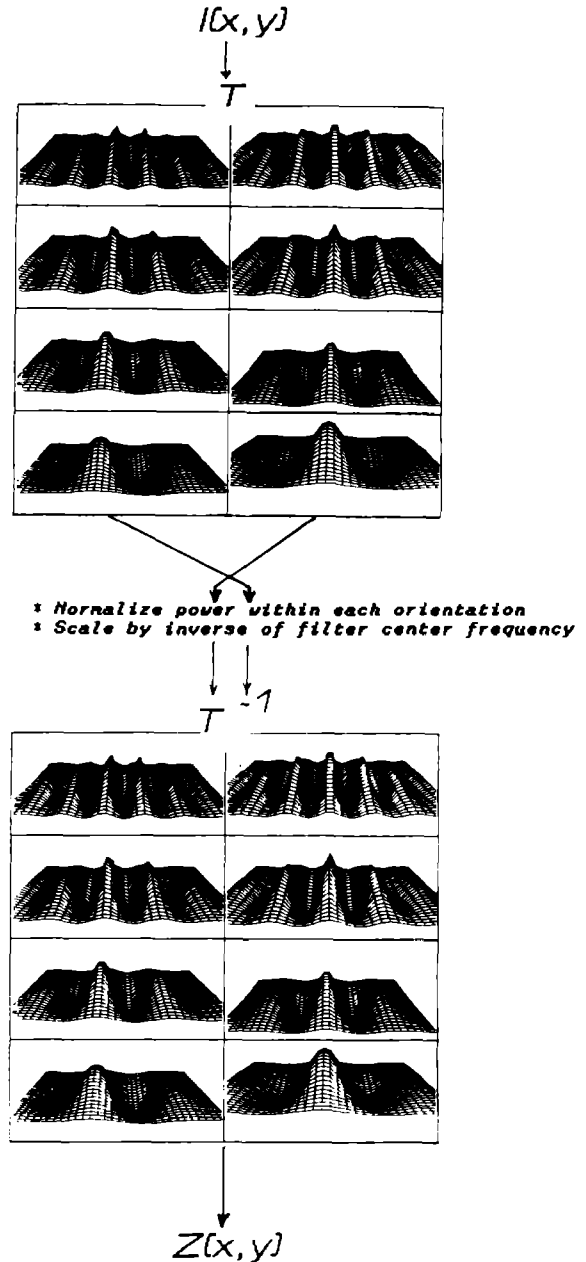 I(x,y)
T
* Normalize power within each orientation
* Scale by inverse of filter center frequency
T -1
Z(x,y)